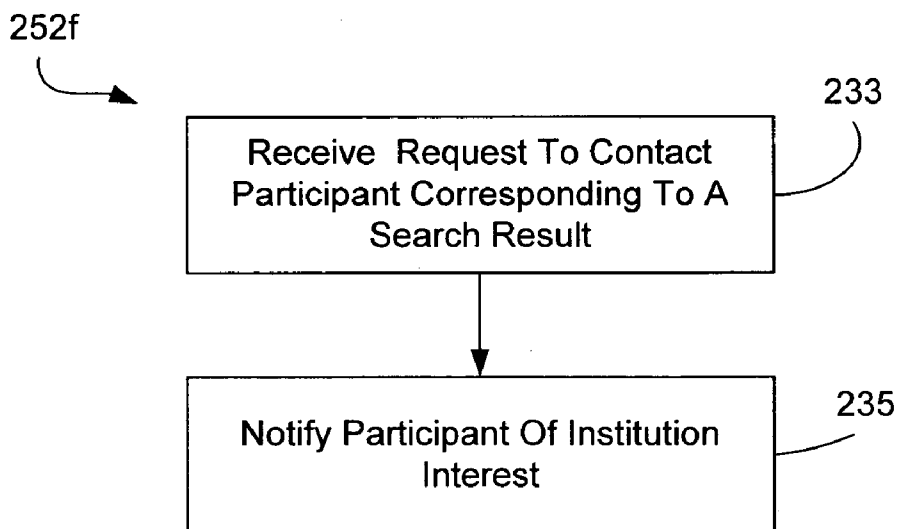 252f
233
Receive Request To Contact
Participant Corresponding To A
Search Result
235
Notify Participant Of Institution
Interest